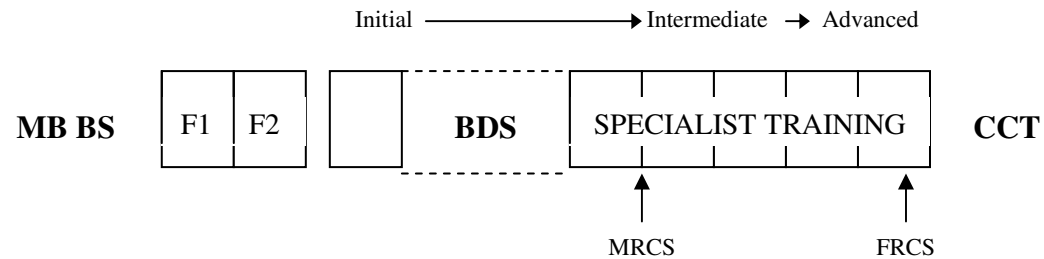 Initial Intermediate Advanced
MB BS F1 F2 BDS SPECIALIST TRAINING CCT
MRCS FRCS